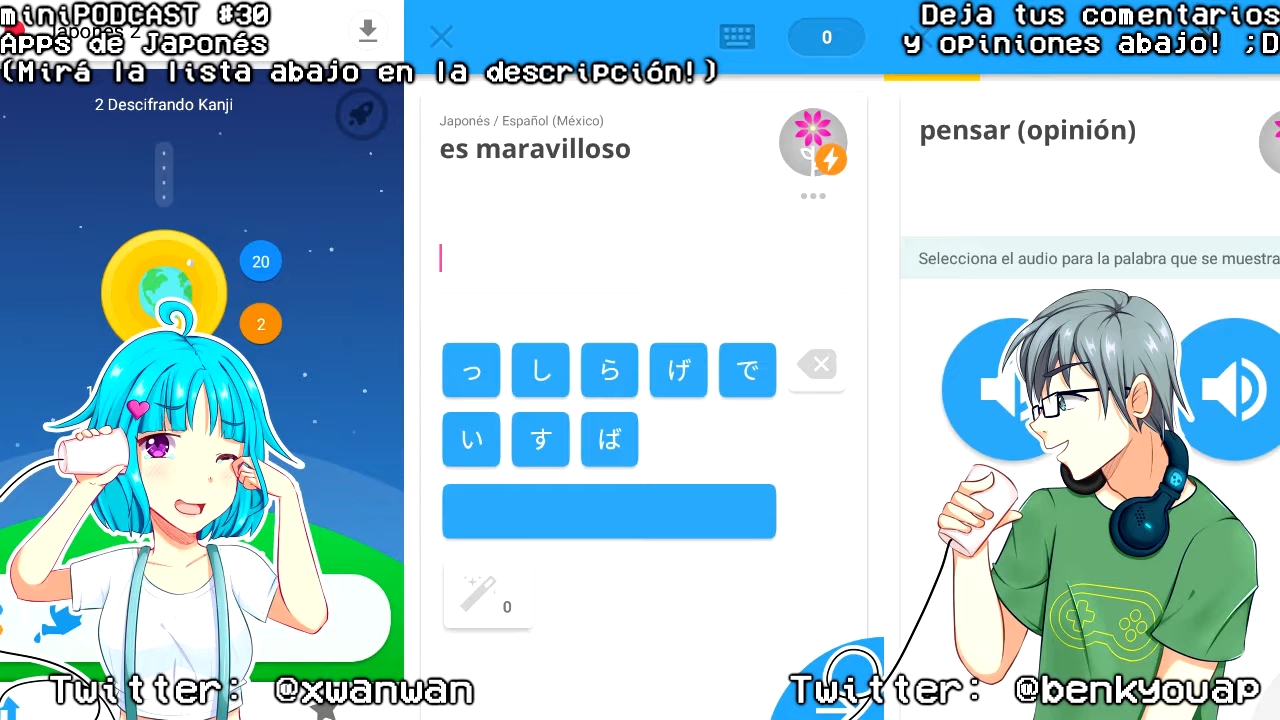 miniPODCAST #30
Apps de Japonés
(Mirá la lista abajo en la descripción!)
Deja tus comentarios
y opiniones abajo! ;D
Japonés 2
2 Descifrando Kanji
20
2
0
Japonés / Español (México)
es maravilloso
っ し ら げ で
い す ば
0
pensar (opinión)
Selecciona el audio para la palabra que se muestra
Twitter: @xwanwan
Twitter: @benkyouap